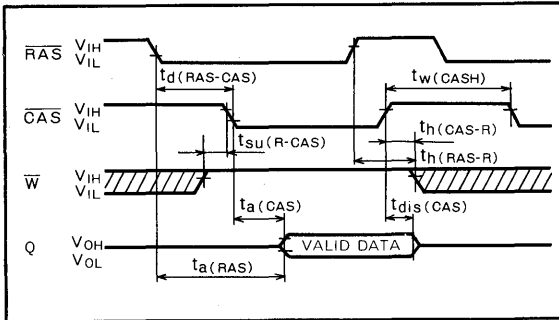 RAS VIH
VIL
td(RAS-CAS)
tw(CASH)
CAS VIH
VIL
tsu(R-CAS)
th(CAS-R)
th(RAS-R)
W VIH
VIL
ta(CAS)
tdis(CAS)
Q VOH
VOL
VALID DATA
ta(RAS)